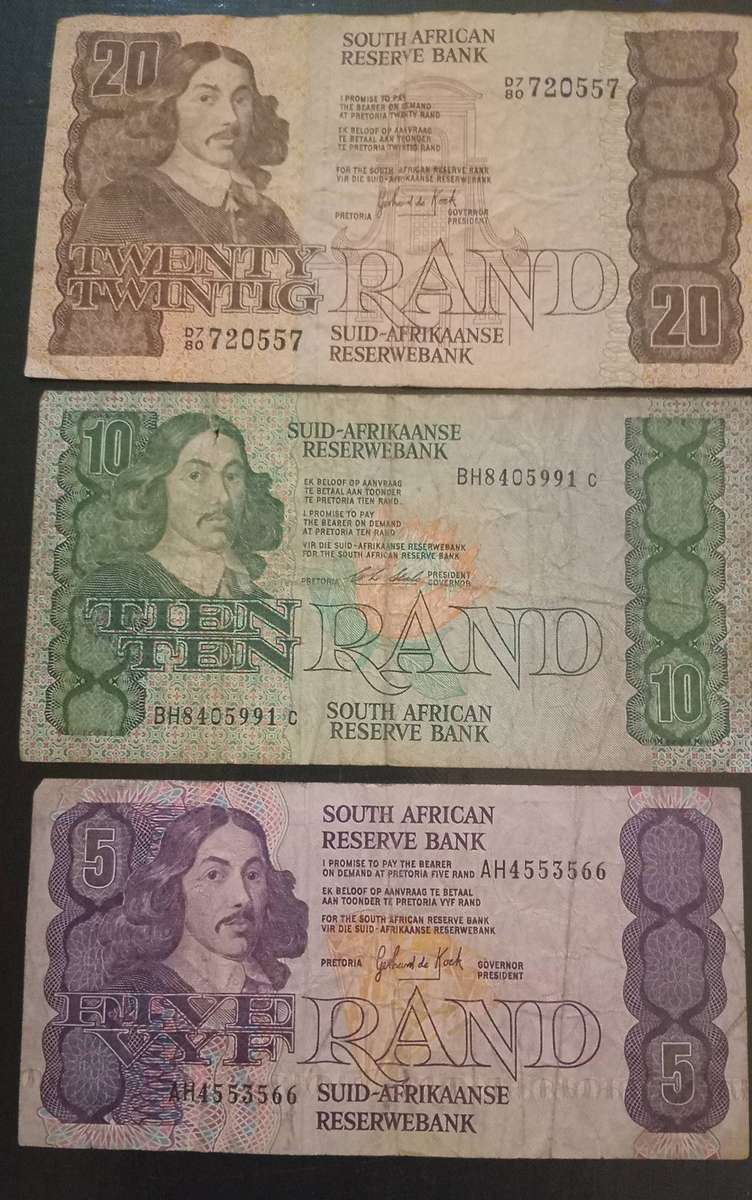 20
SOUTH AFRICAN
RESERVE BANK
D7
80 720557
I PROMISE TO PAY
THE BEARER ON DEMAND
AT PRETORIA TWENTY RAND
EK BELOOF OP AANVRAAG
TE BETAAL AAN TOONDER
TE PRETORIA TWINTIG RAND
FOR THE SOUTH AFRICAN RESERVE BANK
VIR DIE SUID-AFRIKAANSE RESERWEBANK
Gerhard de Kock
PRETORIA GOVERNOR
PRESIDENT
TWENTY
TWINTIG RAND
20
D7
80 720557
SUID-AFRIKAANSE
RESERWEBANK
10
SUID-AFRIKAANSE
RESERWEBANK
BH8405991 C
EK BELOOF OP AANVRAAG
TE BETAAL AAN TOONDER
TE PRETORIA TIEN RAND
I PROMISE TO PAY
THE BEARER ON DEMAND
AT PRETORIA TEN RAND
VIR DIE SUID-AFRIKAANSE RESERWEBANK
FOR THE SOUTH AFRICAN RESERVE BANK
PRETORIA PRESIDENT
GOVERNOR
TIEN
TEN RAND
10
BH8405991 C
SOUTH AFRICAN
RESERVE BANK
5
SOUTH AFRICAN
RESERVE BANK
I PROMISE TO PAY THE BEARER
ON DEMAND AT PRETORIA FIVE RAND
AH4553566
EK BELOOF OP AANVRAAG TE BETAAL
AAN TOONDER TE PRETORIA VYF RAND
FOR THE SOUTH AFRICAN RESERVE BANK
VIR DIE SUID-AFRIKAANSE RESERWEBANK
PRETORIA Gerhard de Kock GOVERNOR
PRESIDENT
FIVE
VYF RAND
5
AH4553566
SUID-AFRIKAANSE
RESERWEBANK